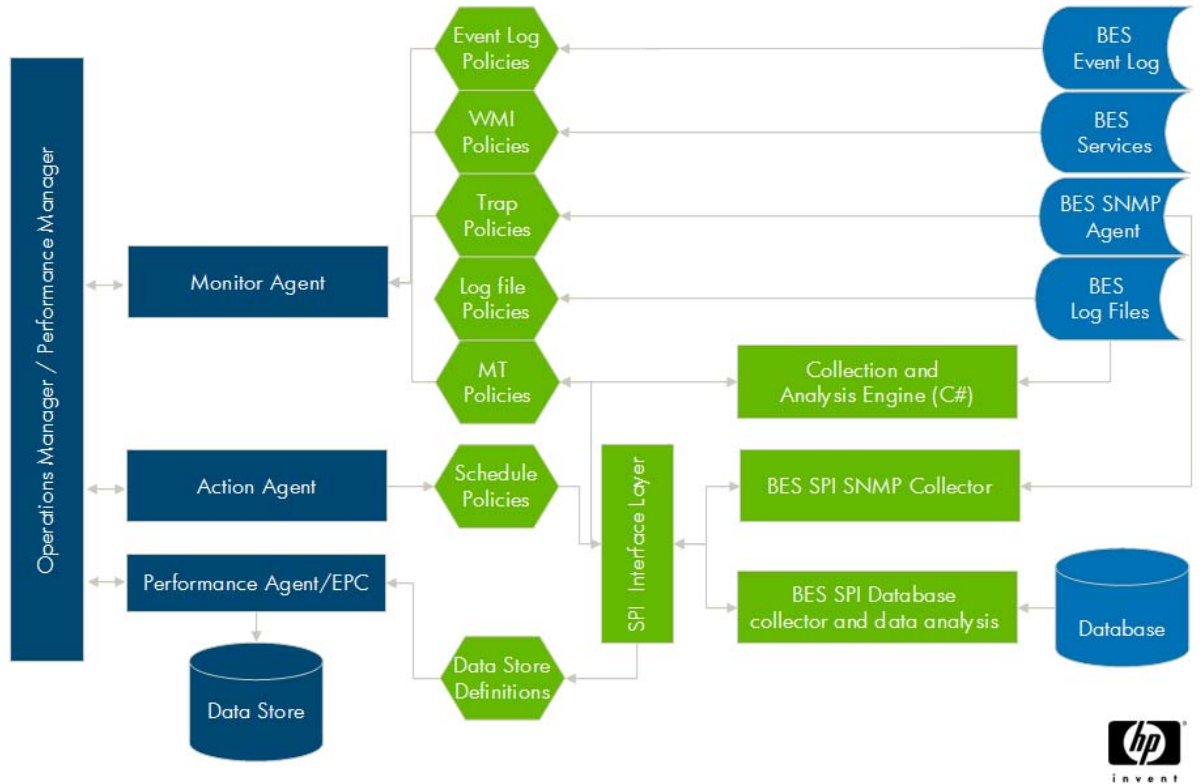 Operations Manager / Performance Manager
Event Log
Policies
BES
Event Log
WMI
Policies
BES
Services
Trap
Policies
BES SNMP
Agent
Monitor Agent
Log file
Policies
BES
Log Files
MT
Policies
Collection and
Analysis Engine (C#)
Action Agent
Schedule
Policies
SPI Interface Layer
BES SPI SNMP Collector
Performance Agent/EPC
BES SPI Database
collector and data analysis
Database
Data Store
Data Store
Definitions
hp
invent